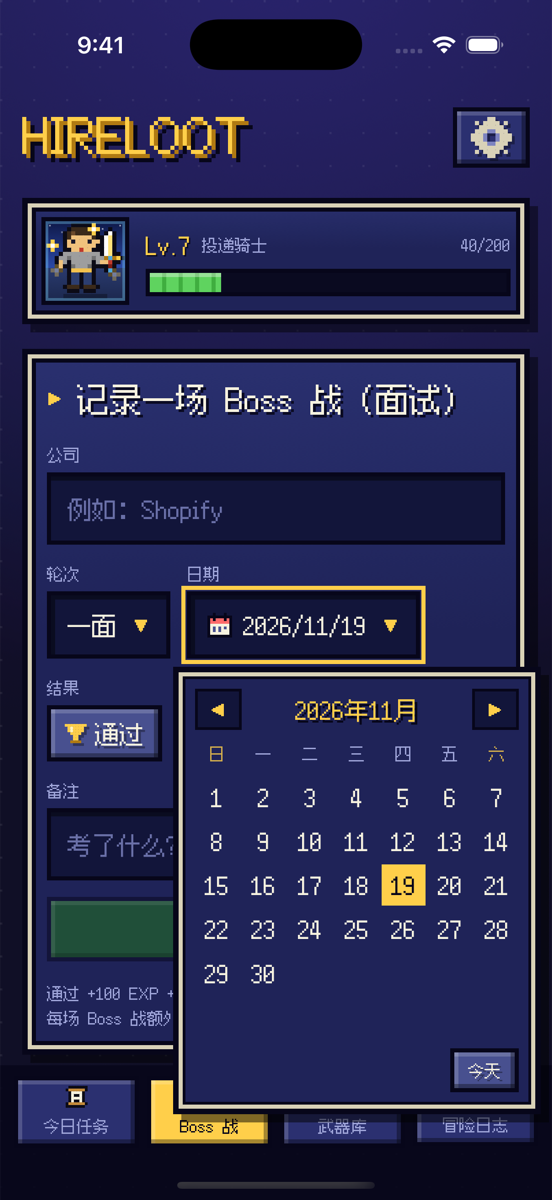 9:41
HIRELOOT
Lv.7 投递骑士 40/200
记录一场 Boss 战 (面试)
公司
例如: Shopify
轮次 日期
一面 ▼ 2026/11/19 ▼
结果
通过
备注
考了什么?
通过 +100 EXP +
每场 Boss 战额外
◀ 2026年11月 ▶
日 一 二 三 四 五 六
1 2 3 4 5 6 7
8 9 10 11 12 13 14
15 16 17 18 19 20 21
22 23 24 25 26 27 28
29 30
今天
今日任务 Boss 战 武器库 冒险日志